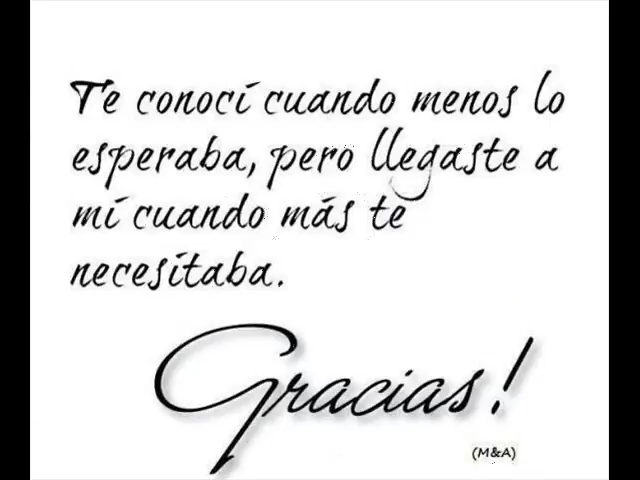 Te conocí cuando menos lo
esperaba, pero llegaste a
mí cuando más te
necesitaba.
Gracias!
(M&A)